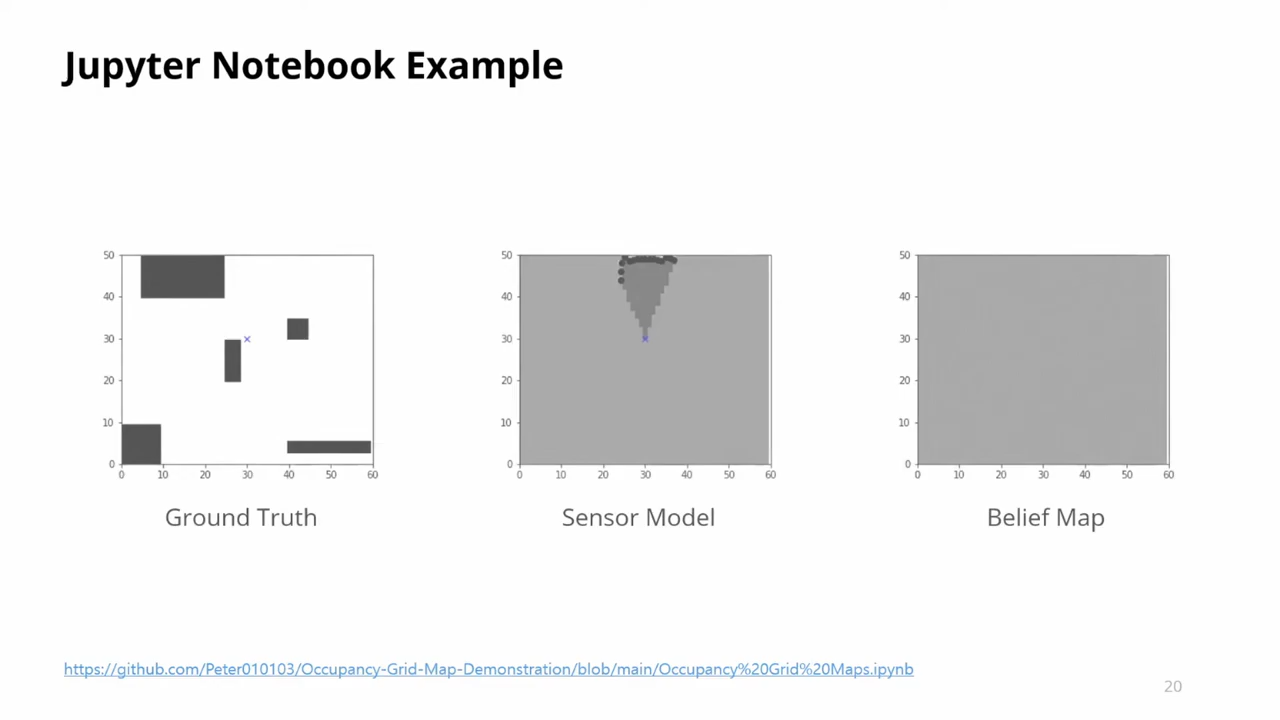 Jupyter Notebook Example
50
40
30
20
10
0
0 10 20 30 40 50 60
Ground Truth
50
40
30
20
10
0
0 10 20 30 40 50 60
Sensor Model
50
40
30
20
10
0
0 10 20 30 40 50 60
Belief Map
https://github.com/Peter010103/Occupancy-Grid-Map-Demonstration/blob/main/Occupancy%20Grid%20Maps.ipynb
20